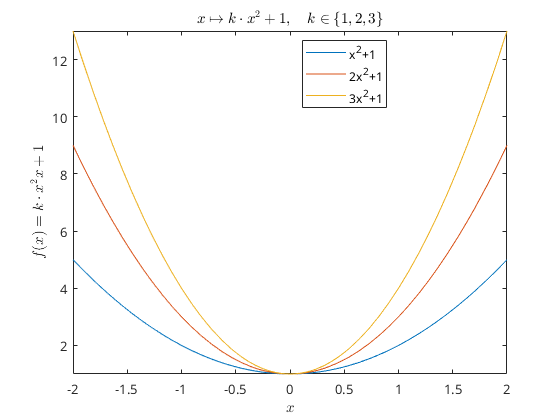 x ↦ k · x² + 1,   k ∈ {1, 2, 3}
x²+1
2x²+1
3x²+1
f(x) = k · x²x + 1
12
10
8
6
4
2
-2 -1.5 -1 -0.5 0 0.5 1 1.5 2
x